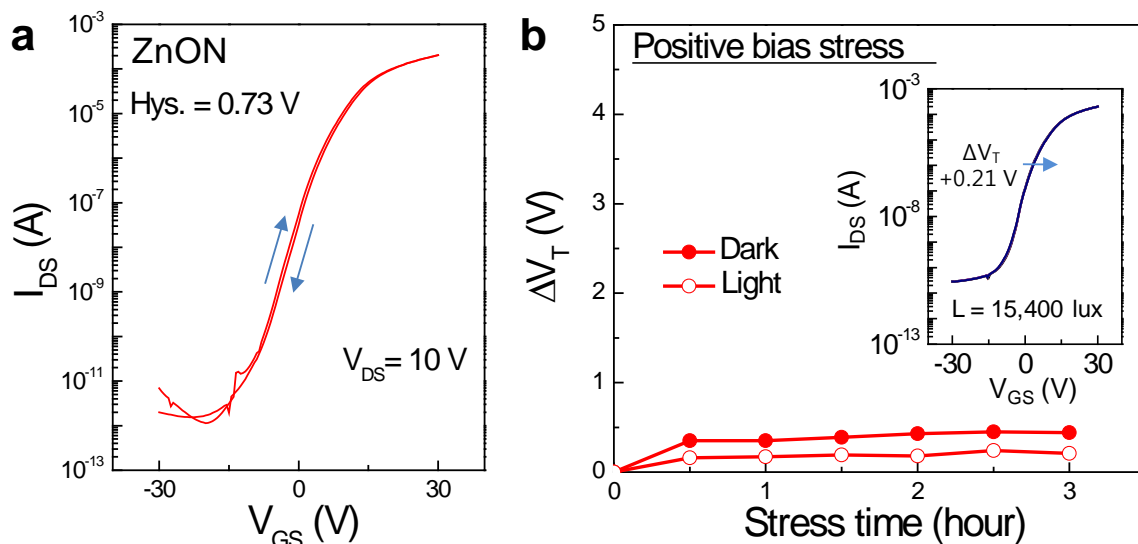 a
ZnON
Hys. = 0.73 V
V_DS= 10 V
I_DS (A)
10^-3
10^-5
10^-7
10^-9
10^-11
10^-13
-30
0
30
V_GS (V)
b
Positive bias stress
ΔV_T (V)
5
4
3
2
1
0
Dark
Light
0
1
2
3
Stress time (hour)
I_DS (A)
10^-3
10^-8
10^-13
ΔV_T
+0.21 V
L = 15,400 lux
-30
0
30
V_GS (V)